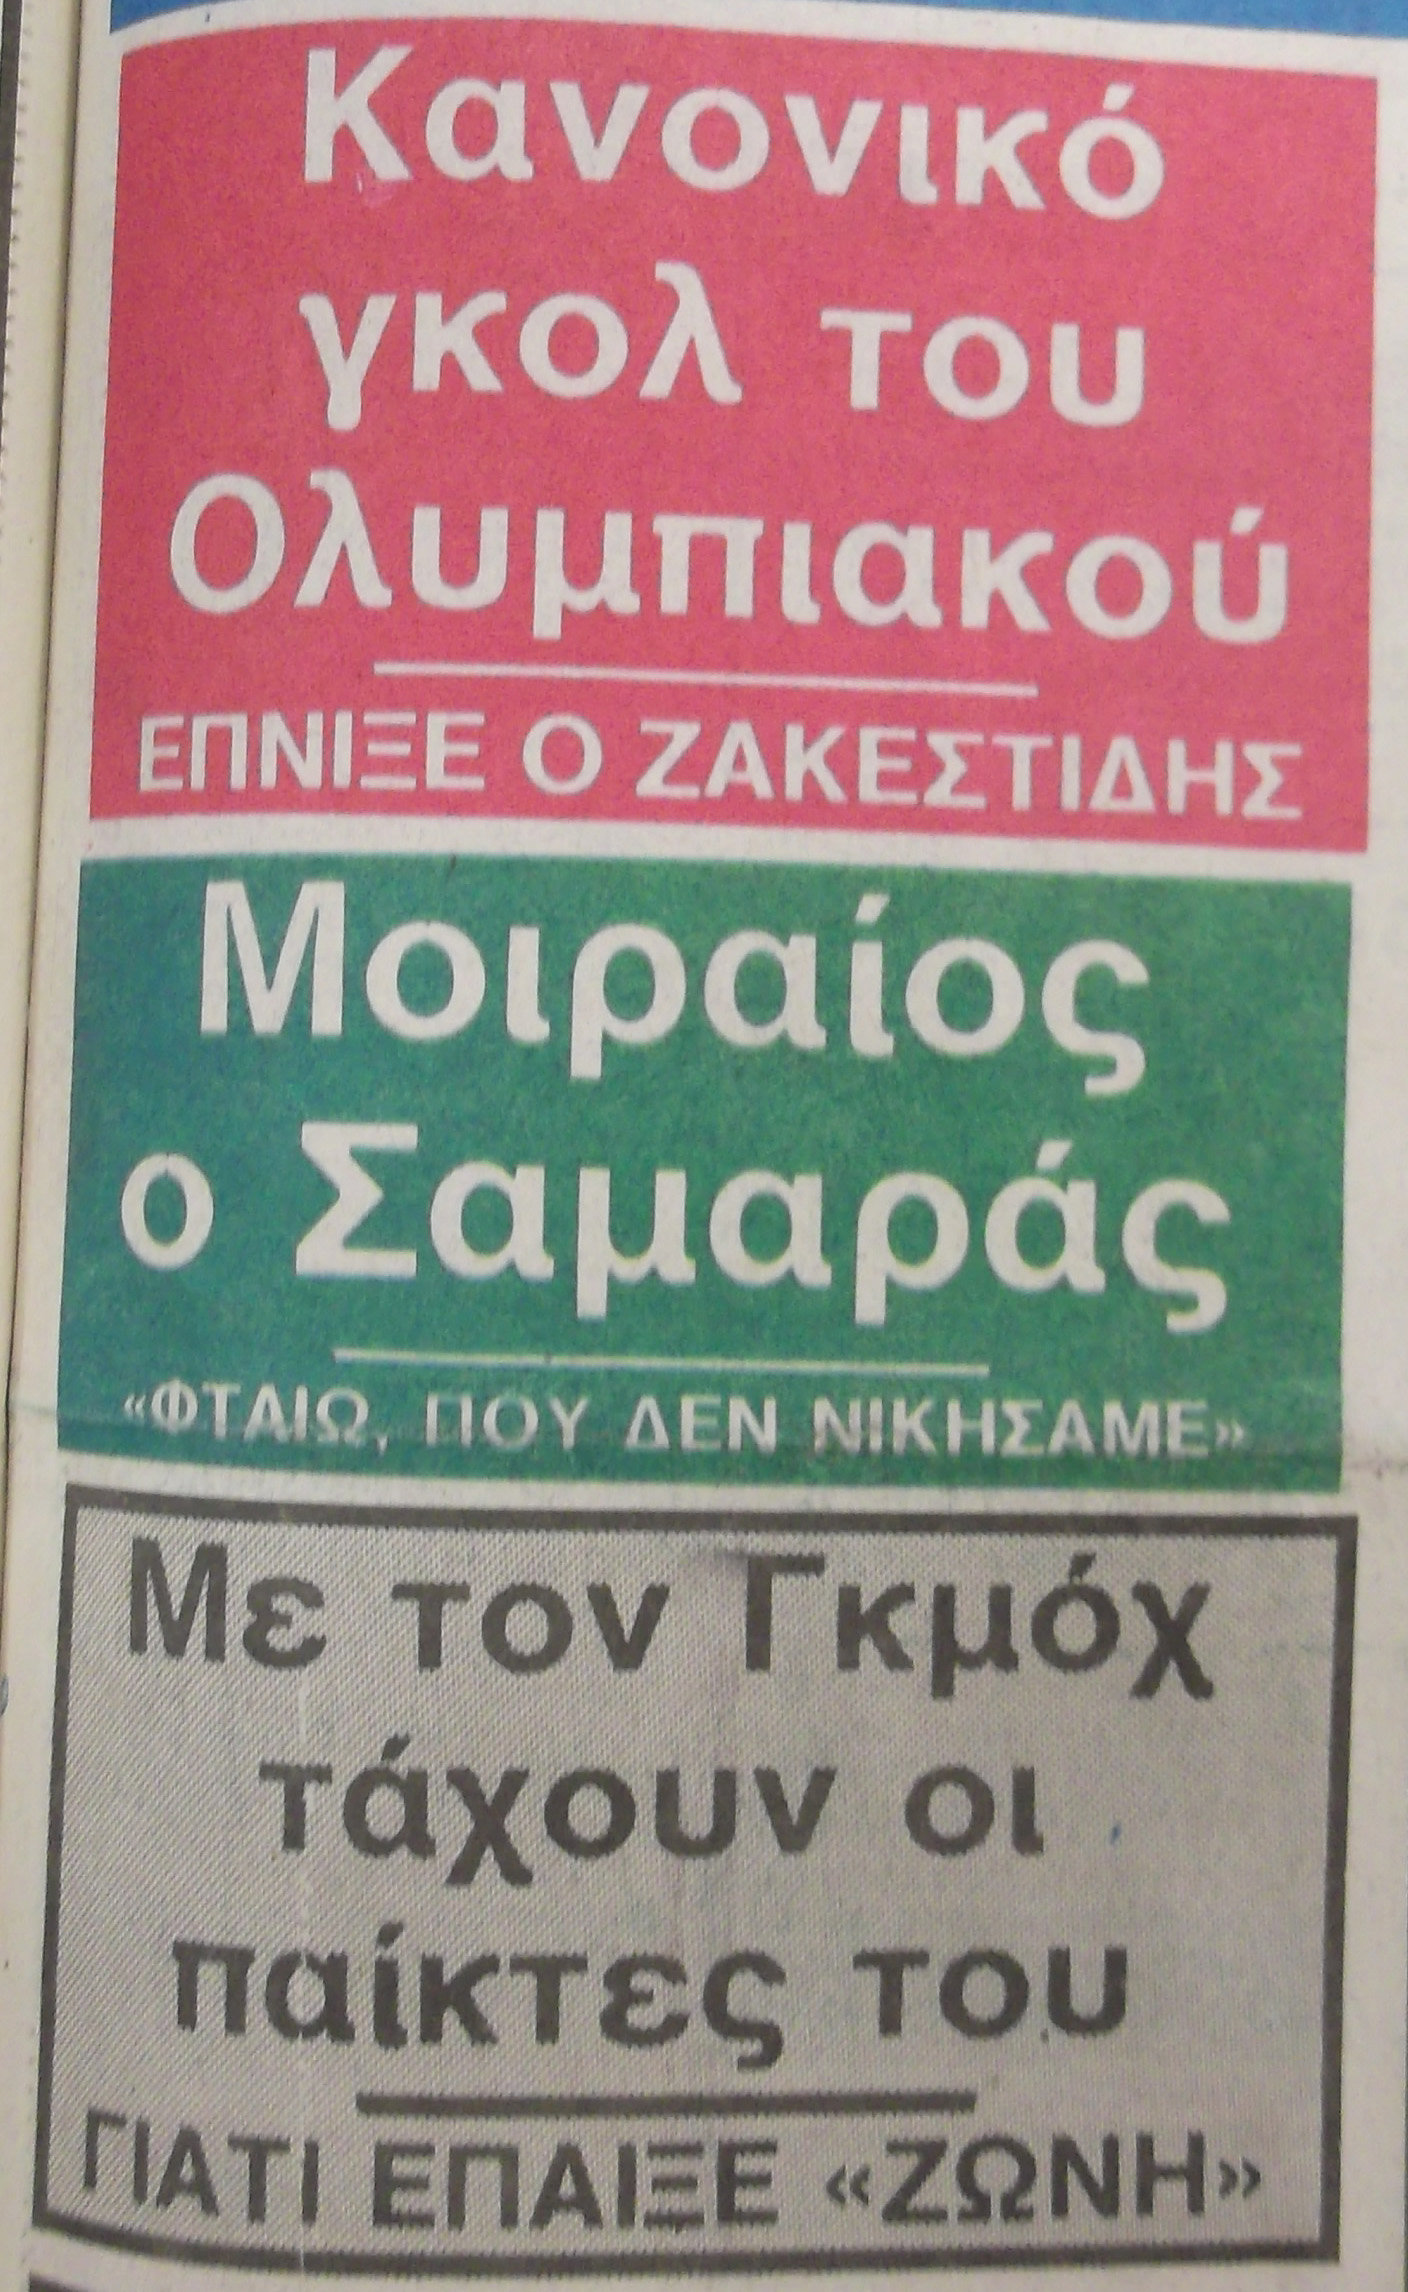 Κανονικό
γκολ του
Ολυμπιακού
ΕΠΝΙΞΕ Ο ΖΑΚΕΣΤΙΔΗΣ
Μοιραίος
ο Σαμαράς
«ΦΤΑΙΩ, ΠΟΥ ΔΕΝ ΝΙΚΗΣΑΜΕ»
Με τον Γκμόχ
τάχουν οι
παίκτες του
ΓΙΑΤΙ ΕΠΑΙΞΕ «ΖΩΝΗ»